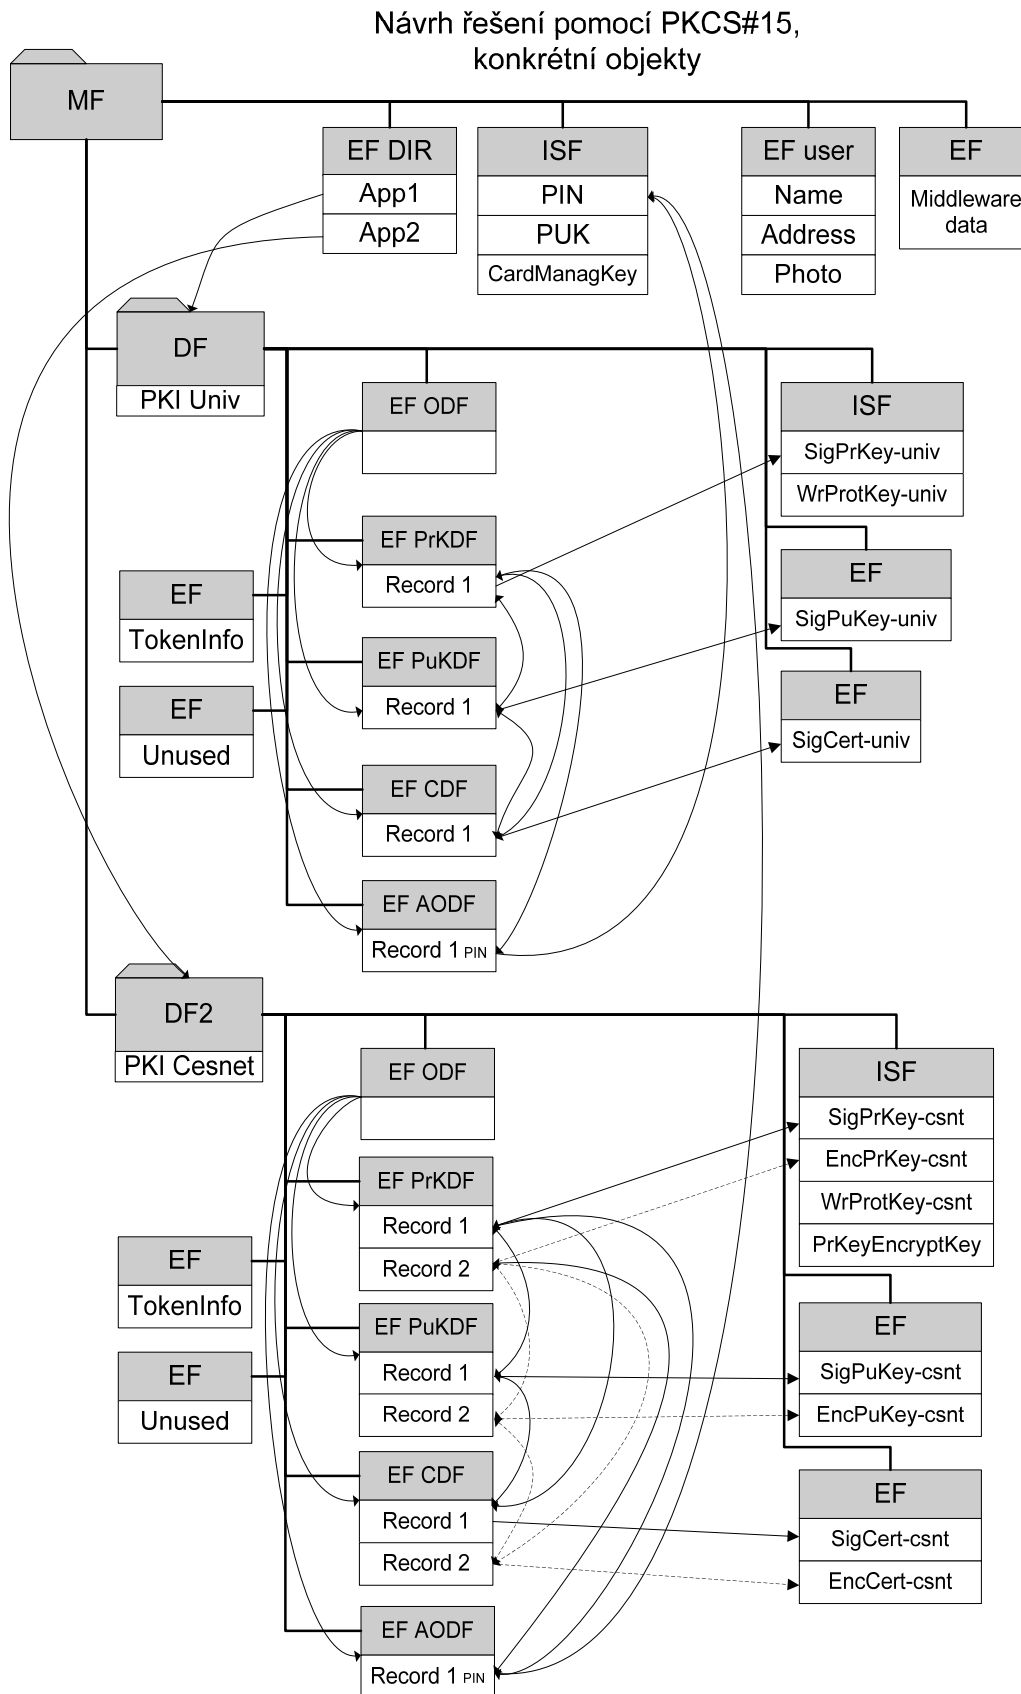 Návrh řešení pomocí PKCS#15,
konkrétní objekty
MF
EF DIR
App1
App2
ISF
PIN
PUK
CardManagKey
EF user
Name
Address
Photo
EF
Middleware
data
DF
PKI Univ
EF ODF
ISF
SigPrKey-univ
WrProtKey-univ
EF PrKDF
Record 1
EF
SigPuKey-univ
EF
TokenInfo
EF PuKDF
Record 1
EF
SigCert-univ
EF
Unused
EF CDF
Record 1
EF AODF
Record 1 PIN
DF2
PKI Cesnet
EF ODF
ISF
SigPrKey-csnt
EncPrKey-csnt
WrProtKey-csnt
PrKeyEncryptKey
EF PrKDF
Record 1
Record 2
EF
TokenInfo
EF PuKDF
Record 1
Record 2
EF
SigPuKey-csnt
EncPuKey-csnt
EF
Unused
EF CDF
Record 1
Record 2
EF
SigCert-csnt
EncCert-csnt
EF AODF
Record 1 PIN